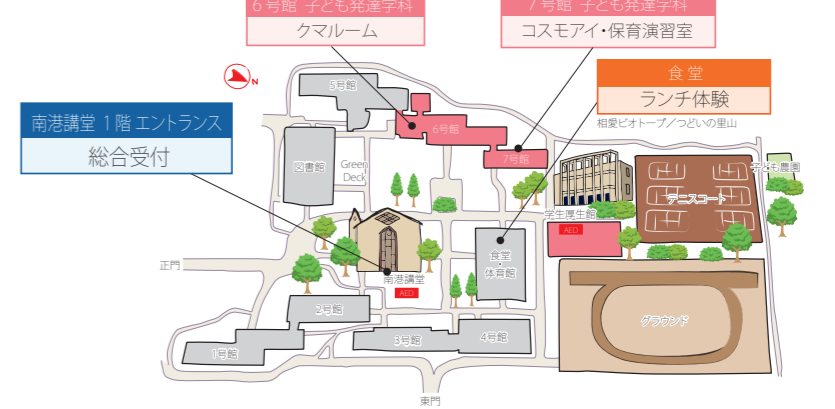 6号館 子ども発達学科
クマルーム
7号館 子ども発達学科
コスモアイ・保育演習室
食堂
ランチ体験
相愛ビオトープ／つどいの里山
南港講堂 1階 エントランス
総合受付
N
5号館
6号館
7号館
図書館
Green
Deck
子ども農園
テニスコート
学生厚生館
AED
正門
南港講堂
AED
食堂
・
体育館
グラウンド
2号館
1号館
3号館
4号館
東門